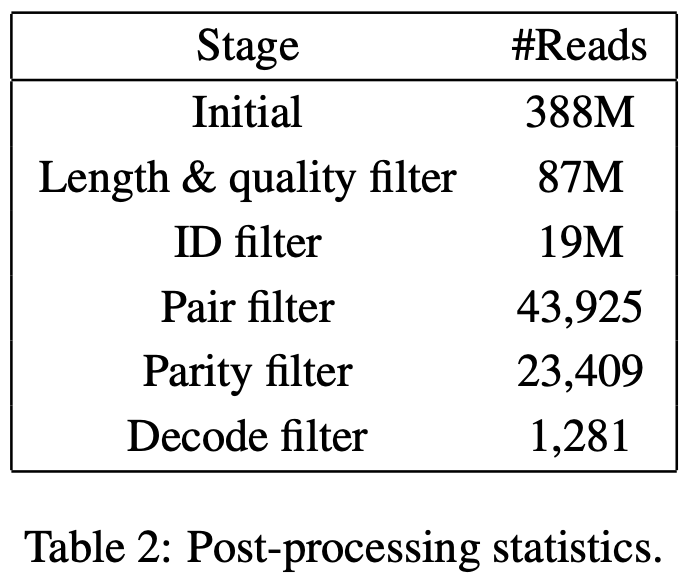 Stage #Reads
Initial 388M
Length & quality filter 87M
ID filter 19M
Pair filter 43,925
Parity filter 23,409
Decode filter 1,281
Table 2: Post-processing statistics.